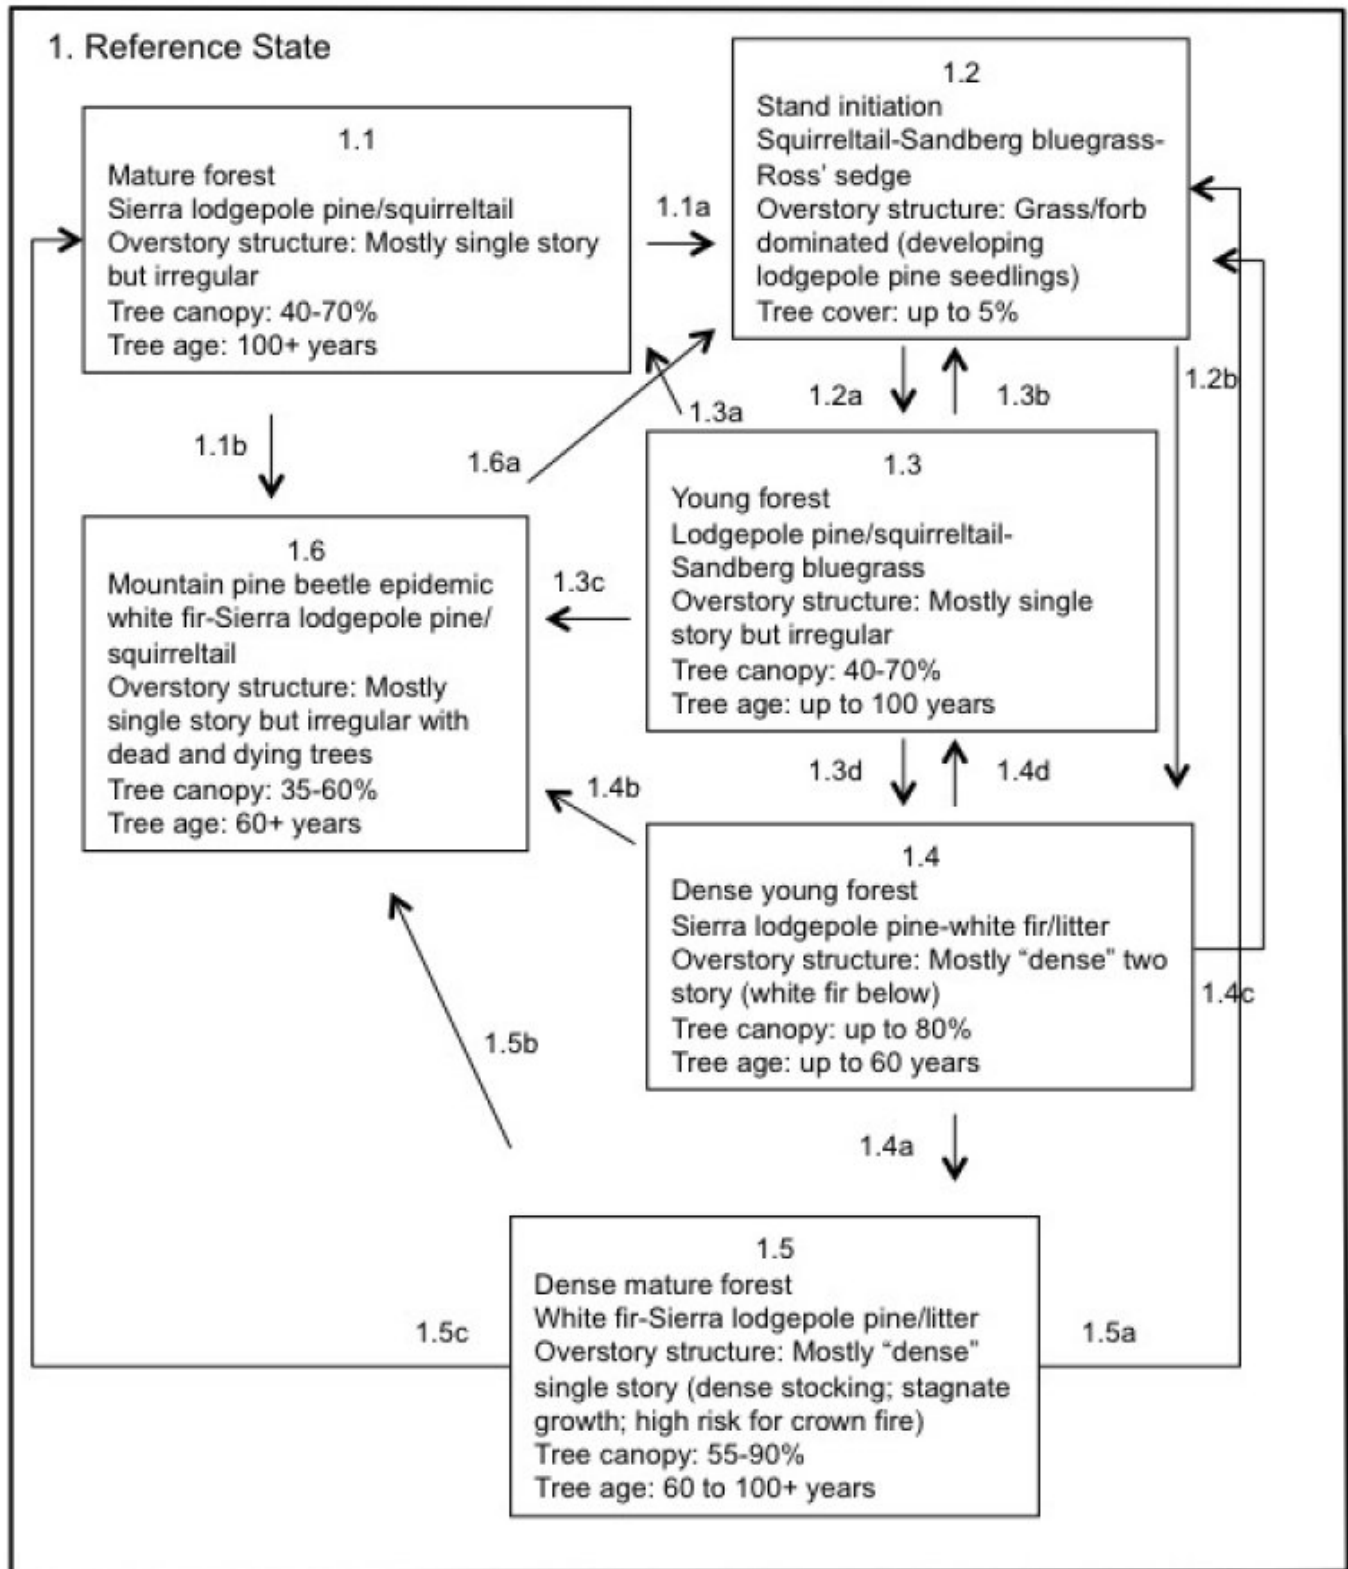 1. Reference State
1.1
Mature forest
Sierra lodgepole pine/squirreltail
Overstory structure: Mostly single story
but irregular
Tree canopy: 40-70%
Tree age: 100+ years
1.1a
1.2
Stand initiation
Squirreltail-Sandberg bluegrass-
Ross’ sedge
Overstory structure: Grass/forb
dominated (developing
lodgepole pine seedlings)
Tree cover: up to 5%
1.1b
1.6a
1.3a
1.2a
1.3b
1.2b
1.6
Mountain pine beetle epidemic
white fir-Sierra lodgepole pine/
squirreltail
Overstory structure: Mostly
single story but irregular with
dead and dying trees
Tree canopy: 35-60%
Tree age: 60+ years
1.3c
1.3
Young forest
Lodgepole pine/squirreltail-
Sandberg bluegrass
Overstory structure: Mostly single
story but irregular
Tree canopy: 40-70%
Tree age: up to 100 years
1.4b
1.3d
1.4d
1.4
Dense young forest
Sierra lodgepole pine-white fir/litter
Overstory structure: Mostly “dense” two
story (white fir below)
Tree canopy: up to 80%
Tree age: up to 60 years
1.4c
1.5b
1.4a
1.5c
1.5
Dense mature forest
White fir-Sierra lodgepole pine/litter
Overstory structure: Mostly “dense”
single story (dense stocking; stagnate
growth; high risk for crown fire)
Tree canopy: 55-90%
Tree age: 60 to 100+ years
1.5a